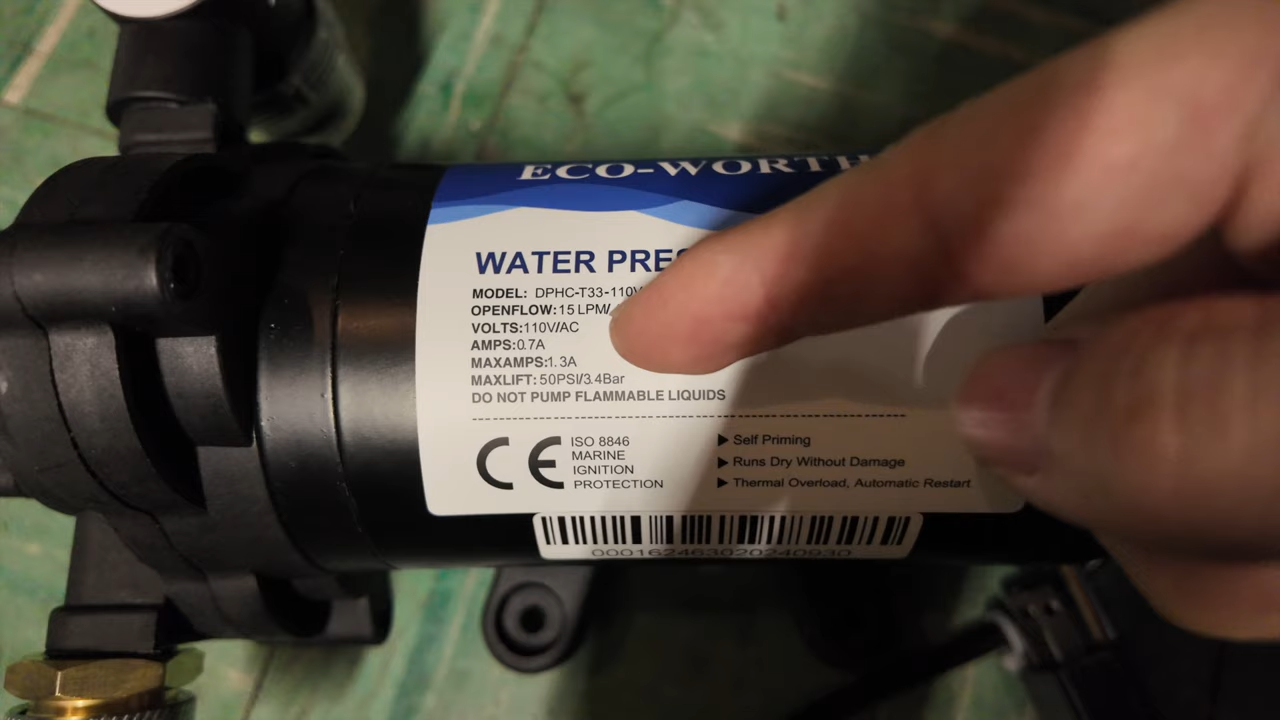 ECO-WORTH
WATER PRES
MODEL: DPHC-T33-110V
OPENFLOW:15 LPM/
VOLTS:110V/AC
AMPS:0.7A
MAXAMPS:1.3A
MAXLIFT: 50PSI/3.4Bar
DO NOT PUMP FLAMMABLE LIQUIDS
CE
ISO 8846
MARINE
IGNITION
PROTECTION
▶ Self Priming
▶ Runs Dry Without Damage
▶ Thermal Overload, Automatic Restart
000162463020240930